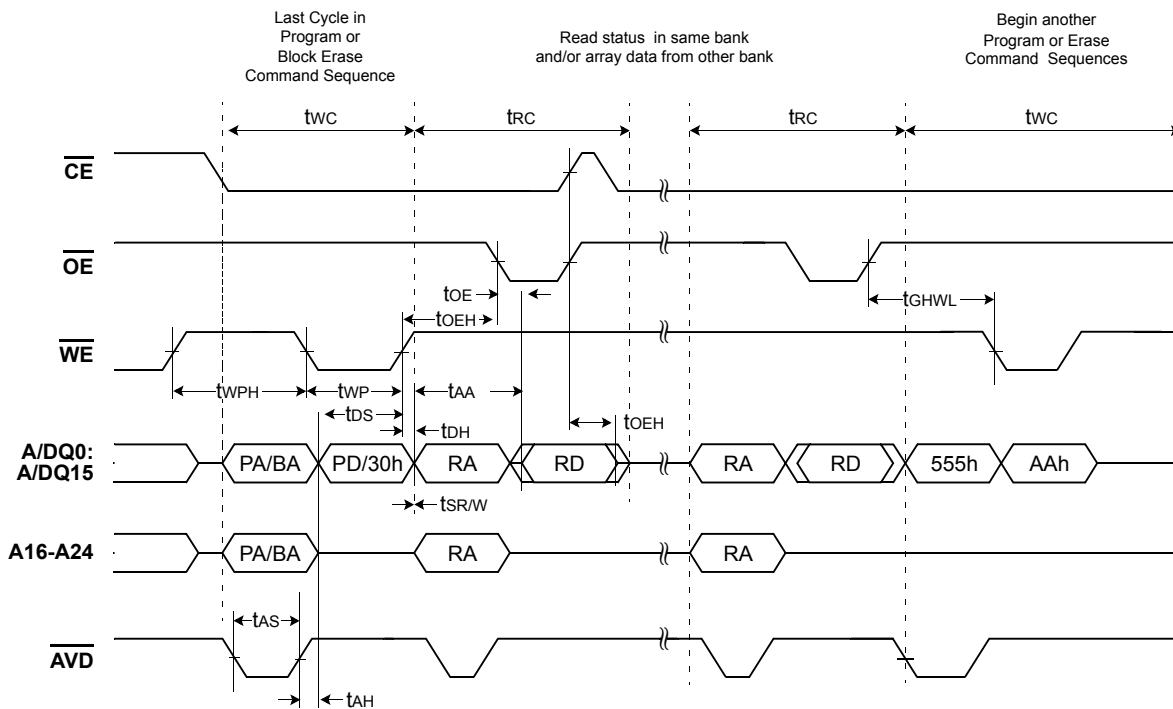 Last Cycle in
Program or
Block Erase
Command Sequence
Read status in same bank
and/or array data from other bank
Begin another
Program or Erase
Command Sequences
tWC
tRC
tRC
tWC
CE
OE
tOE
tOEH
tGHWL
WE
tWPH
tWP
tAA
tDS
tDH
tOEH
A/DQ0:
A/DQ15
PA/BA
PD/30h
RA
RD
RA
RD
555h
AAh
tSR/W
A16-A24
PA/BA
RA
RA
tAS
AVD
tAH